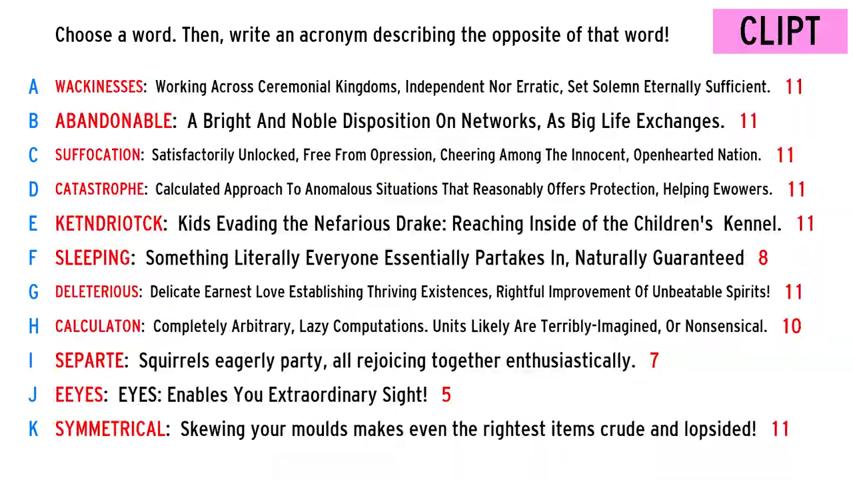 Choose a word. Then, write an acronym describing the opposite of that word!
CLIPT
A WACKINESSES: Working Across Ceremonial Kingdoms, Independent Nor Erratic, Set Solemn Eternally Sufficient. 11
B ABANDONABLE: A Bright And Noble Disposition On Networks, As Big Life Exchanges. 11
C SUFFOCATION: Satisfactorily Unlocked, Free From Opression, Cheering Among The Innocent, Openhearted Nation. 11
D CATASTROPHE: Calculated Approach To Anomalous Situations That Reasonably Offers Protection, Helping Ewowers. 11
E KETNDRIOTCK: Kids Evading the Nefarious Drake: Reaching Inside of the Children's Kennel. 11
F SLEEPING: Something Literally Everyone Essentially Partakes In, Naturally Guaranteed 8
G DELETERIOUS: Delicate Earnest Love Establishing Thriving Existences, Rightful Improvement Of Unbeatable Spirits! 11
H CALCULATON: Completely Arbitrary, Lazy Computations. Units Likely Are Terribly-Imagined, Or Nonsensical. 10
I SEPARTE: Squirrels eagerly party, all rejoicing together enthusiastically. 7
J EEYES: EYES: Enables You Extraordinary Sight! 5
K SYMMETRICAL: Skewing your moulds makes even the rightest items crude and lopsided! 11